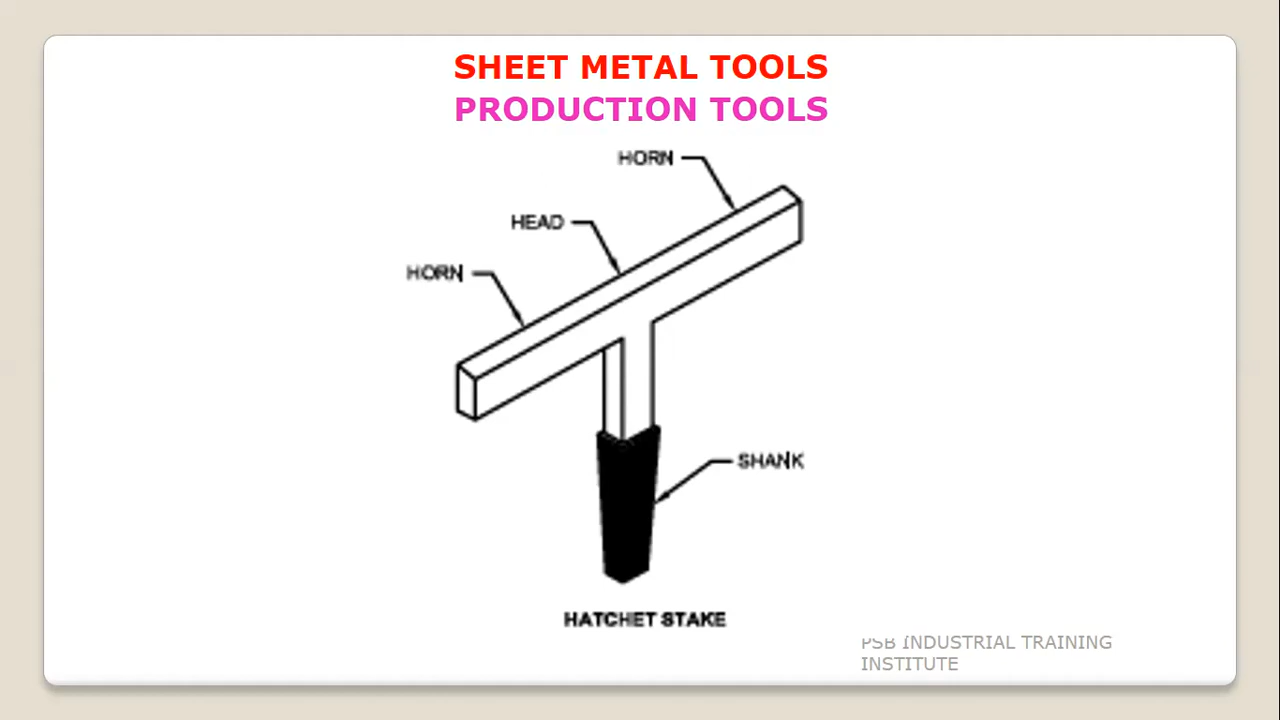 SHEET METAL TOOLS
PRODUCTION TOOLS
HORN
HEAD
HORN
SHANK
HATCHET STAKE
PSB INDUSTRIAL TRAINING
INSTITUTE